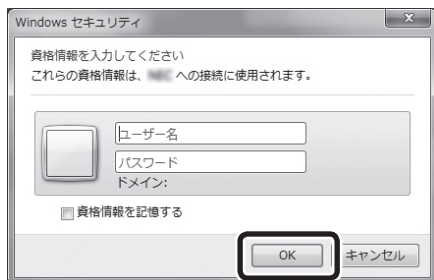 Windows セキュリティ
資格情報を入力してください
これらの資格情報は、 への接続に使用されます。
ユーザー名
パスワード
ドメイン:
資格情報を記憶する
OK キャンセル